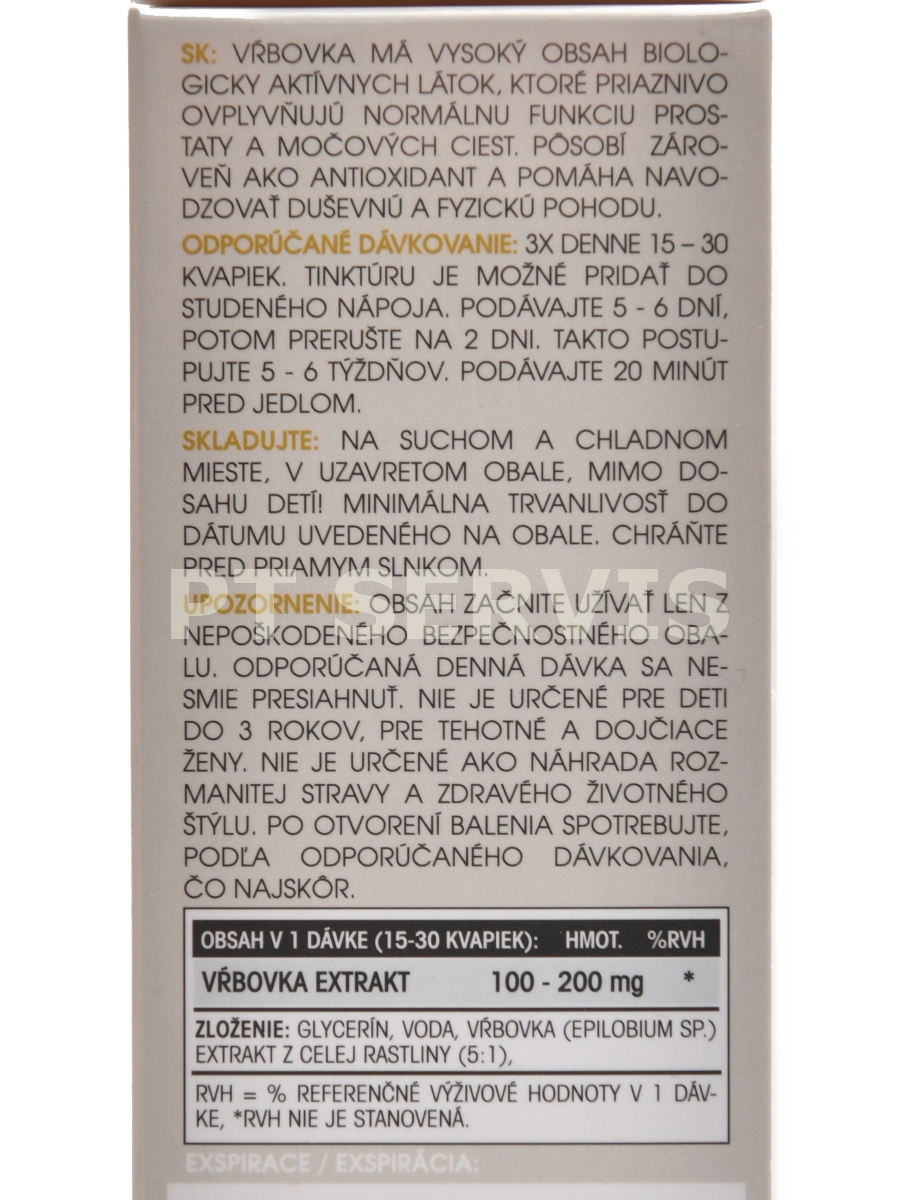 SK: VŔBOVKA MÁ VYSOKÝ OBSAH BIOLO-
GICKY AKTÍVNYCH LÁTOK, KTORÉ PRIAZNIVO
OVPLYVŇUJÚ NORMÁLNU FUNKCIU PROS-
TATY A MOČOVÝCH CIEST. PÔSOBÍ ZÁRO-
VEŇ AKO ANTIOXIDANT A POMÁHA NAVO-
DZOVAŤ DUŠEVNÚ A FYZICKÚ POHODU.
ODPORÚČANÉ DÁVKOVANIE: 3X DENNE 15 – 30
KVAPIEK. TINKTÚRU JE MOŽNÉ PRIDAŤ DO
STUDENÉHO NÁPOJA. PODÁVAJTE 5 - 6 DNÍ,
POTOM PRERUŠTE NA 2 DNI. TAKTO POSTU-
PUJTE 5 - 6 TÝŽDŇOV. PODÁVAJTE 20 MINÚT
PRED JEDLOM.
SKLADUJTE: NA SUCHOM A CHLADNOM
MIESTE, V UZAVRETOM OBALE, MIMO DO-
SAHU DETÍ! MINIMÁLNA TRVANLIVOSŤ DO
DÁTUMU UVEDENÉHO NA OBALE. CHRÁŇTE
PRED PRIAMYM SLNKOM.
PT SERVIS
UPOZORNENIE: OBSAH ZAČNITE UŽÍVAŤ LEN Z
NEPOŠKODENÉHO BEZPEČNOSTNÉHO OBA-
LU. ODPORÚČANÁ DENNÁ DÁVKA SA NE-
SMIE PRESIAHNUŤ. NIE JE URČENÉ PRE DETI
DO 3 ROKOV, PRE TEHOTNÉ A DOJČIACE
ŽENY. NIE JE URČENÉ AKO NÁHRADA ROZ-
MANITEJ STRAVY A ZDRAVÉHO ŽIVOTNÉHO
ŠTÝLU. PO OTVORENÍ BALENIA SPOTREBUJTE,
PODĽA ODPORÚČANÉHO DÁVKOVANIA,
ČO NAJSKÔR.
OBSAH V 1 DÁVKE (15-30 KVAPIEK): HMOT. %RVH
VŔBOVKA EXTRAKT 100 - 200 mg *
ZLOŽENIE: GLYCERÍN, VODA, VŔBOVKA (EPILOBIUM SP.)
EXTRAKT Z CELEJ RASTLINY (5:1),
RVH = % REFERENČNÉ VÝŽIVOVÉ HODNOTY V 1 DÁV-
KE, *RVH NIE JE STANOVENÁ.
EXSPIRACE / EXSPIRÁCIA: